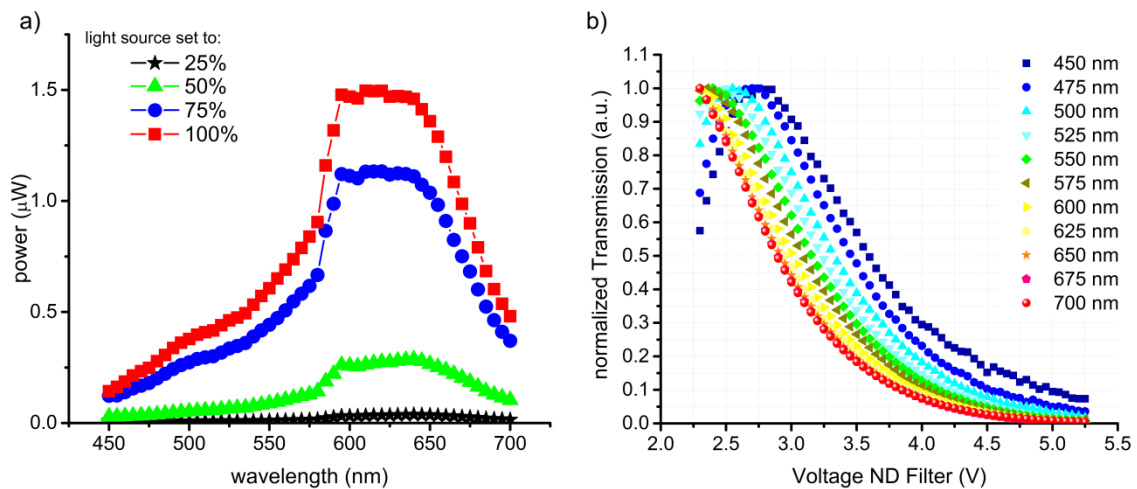 a)
light source set to:
25%
50%
75%
100%
1.5
1.0
0.5
0.0
power (µW)
450 500 550 600 650 700
wavelength (nm)
b)
1.1
1.0
0.9
0.8
0.7
0.6
0.5
0.4
0.3
0.2
0.1
0.0
normalized Transmission (a.u.)
450 nm
475 nm
500 nm
525 nm
550 nm
575 nm
600 nm
625 nm
650 nm
675 nm
700 nm
2.0 2.5 3.0 3.5 4.0 4.5 5.0 5.5
Voltage ND Filter (V)